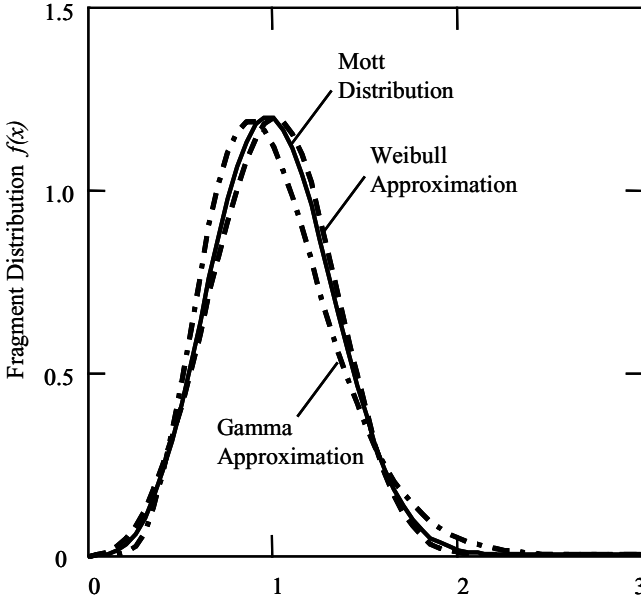 1.5
Mott
Distribution
Weibull
Approximation
1.0
Fragment Distribution f(x)
0.5
Gamma
Approximation
0
0
1
2
3